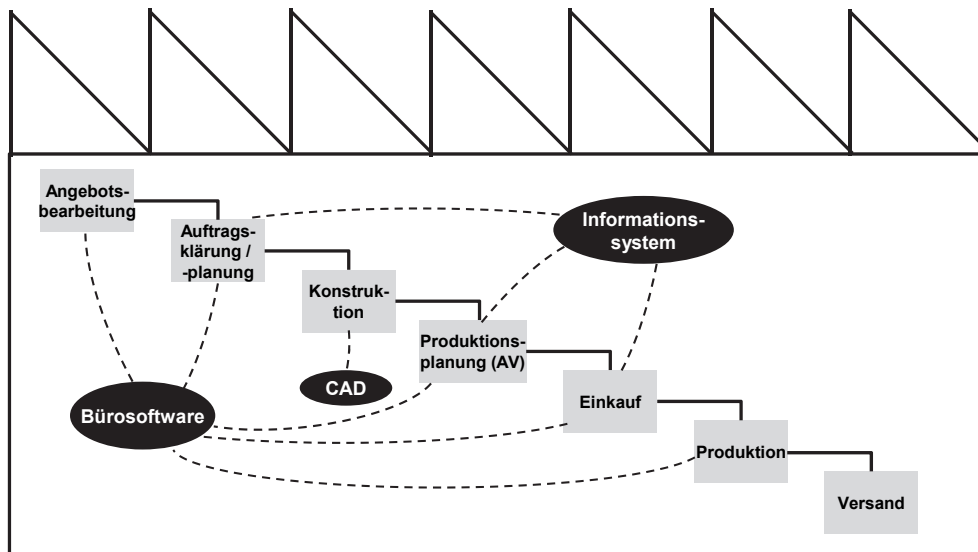 Angebots-
bearbeitung
Auftrags-
klärung /
-planung
Informations-
system
Konstruk-
tion
Produktions-
planung (AV)
CAD
Bürosoftware
Einkauf
Produktion
Versand